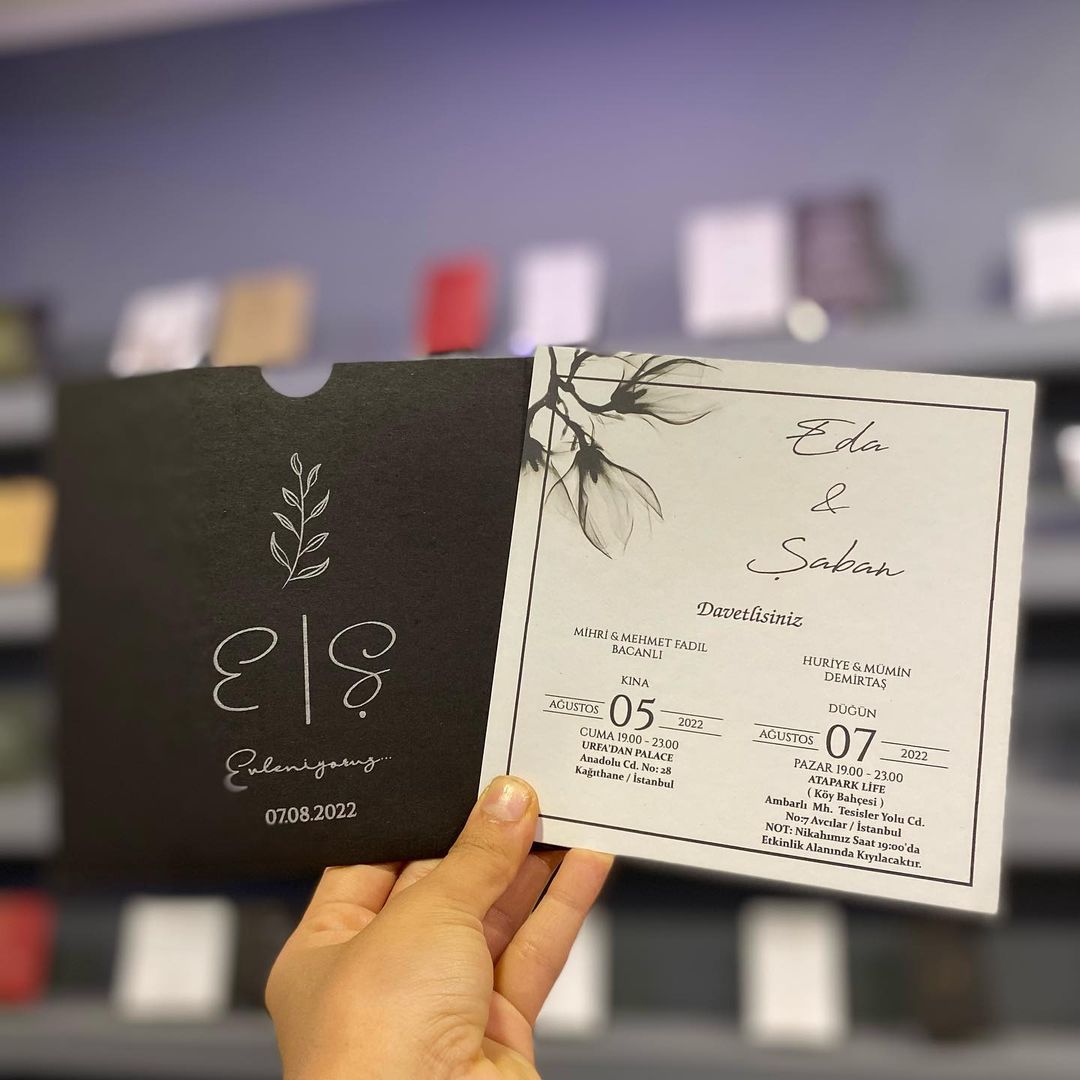 E | Ş
Evleniyoruz...
07.08.2022
Eda
&
Şaban
Davetlisiniz
MİHRİ & MEHMET FADIL
BACANLI
KINA
AĞUSTOS 05 2022
CUMA 19.00 - 23.00
URFA'DAN PALACE
Anadolu Cd. No: 28
Kağıthane / İstanbul
HURİYE & MÜMİN
DEMİRTAŞ
DÜĞÜN
AĞUSTOS 07 2022
PAZAR 19.00 - 23.00
ATAPARK LİFE
( Köy Bahçesi )
Ambarlı Mh. Tesisler Yolu Cd.
No:7 Avcılar / İstanbul
NOT: Nikahımız Saat 19:00'da
Etkinlik Alanında Kıyılacaktır.